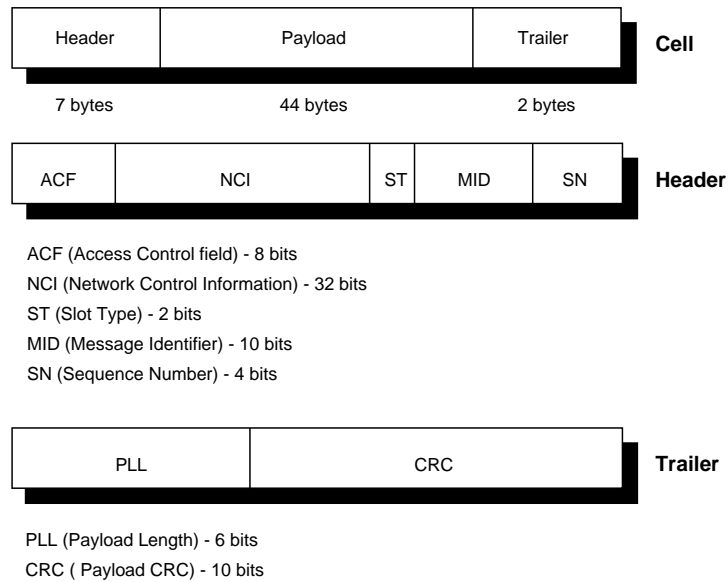 Header Payload Trailer Cell
7 bytes 44 bytes 2 bytes
ACF NCI ST MID SN Header
ACF (Access Control field) - 8 bits
NCI (Network Control Information) - 32 bits
ST (Slot Type) - 2 bits
MID (Message Identifier) - 10 bits
SN (Sequence Number) - 4 bits
PLL CRC Trailer
PLL (Payload Length) - 6 bits
CRC ( Payload CRC) - 10 bits